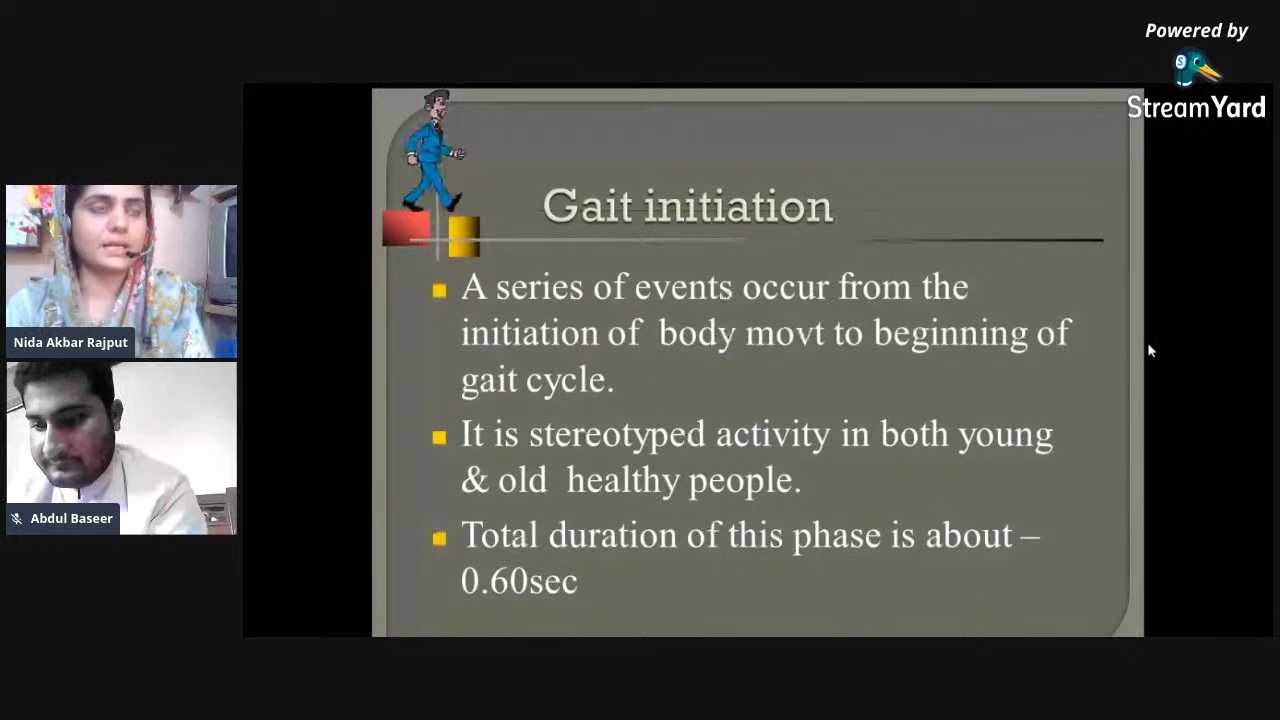 Powered by
StreamYard
Gait initiation
A series of events occur from the
initiation of  body movt to beginning of
gait cycle.
It is stereotyped activity in both young
& old  healthy people.
Total duration of this phase is about –
0.60sec
Nida Akbar Rajput
Abdul Baseer